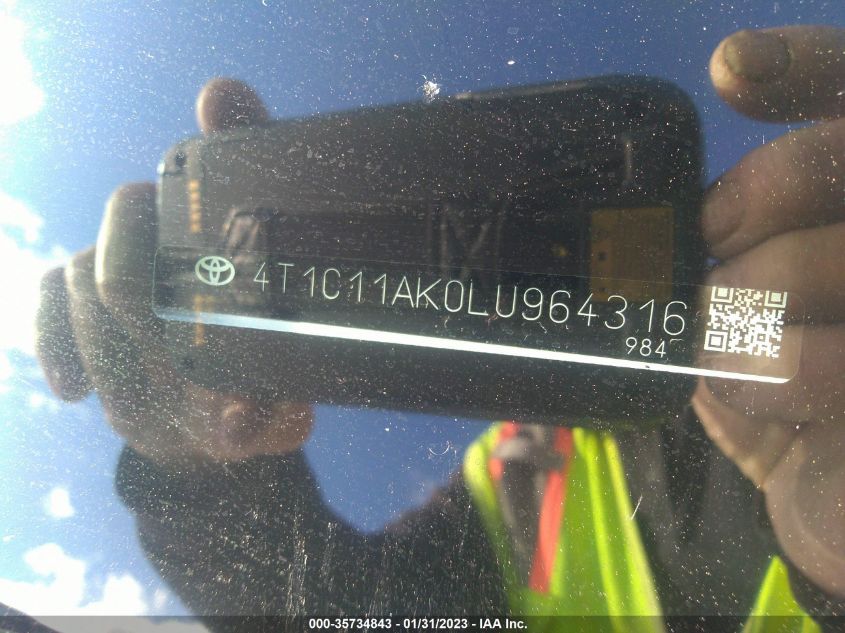 4T1C11AK0LU964316
984
000-35734843 - 01/31/2023 - IAA Inc.